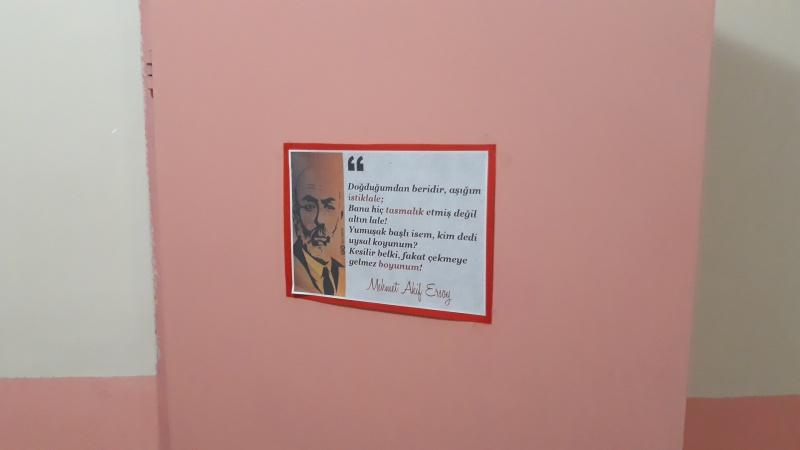 “
Doğduğumdan beridir, aşığım
istiklale;
Bana hiç tasmalık etmiş değil
altın lale!
Yumuşak başlı isem, kim dedi
uysal koyunum?
Kesilir belki, fakat çekmeye
gelmez boyunum!
Mehmet Akif Ersoy